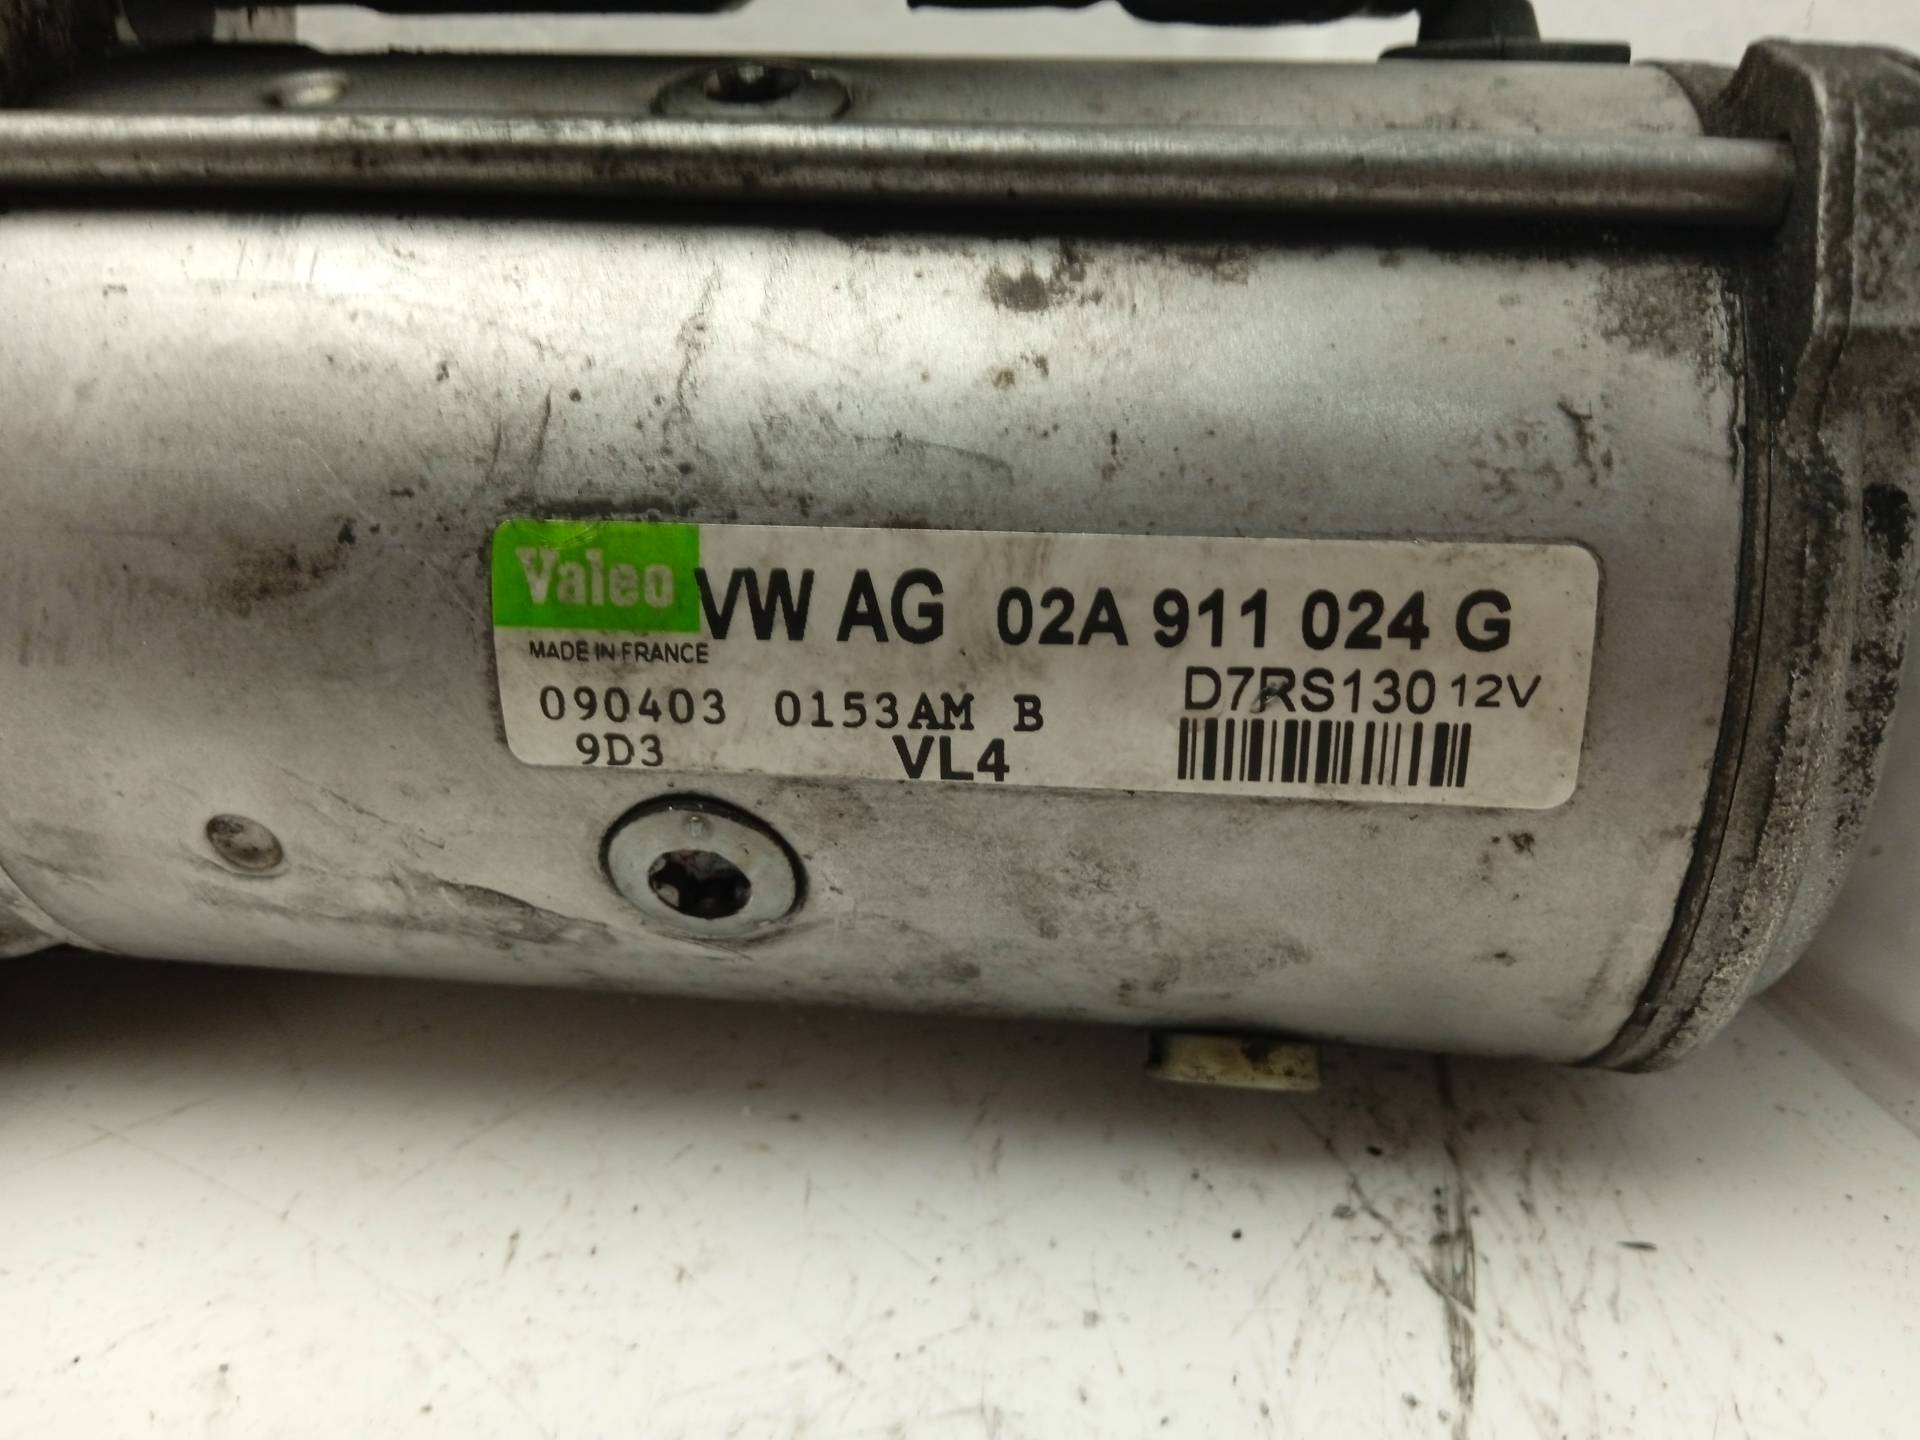 Valeo VW AG 02A 911 024 G
MADE IN FRANCE
D7RS130 12V
090403 0153AM B
9D3 VL4